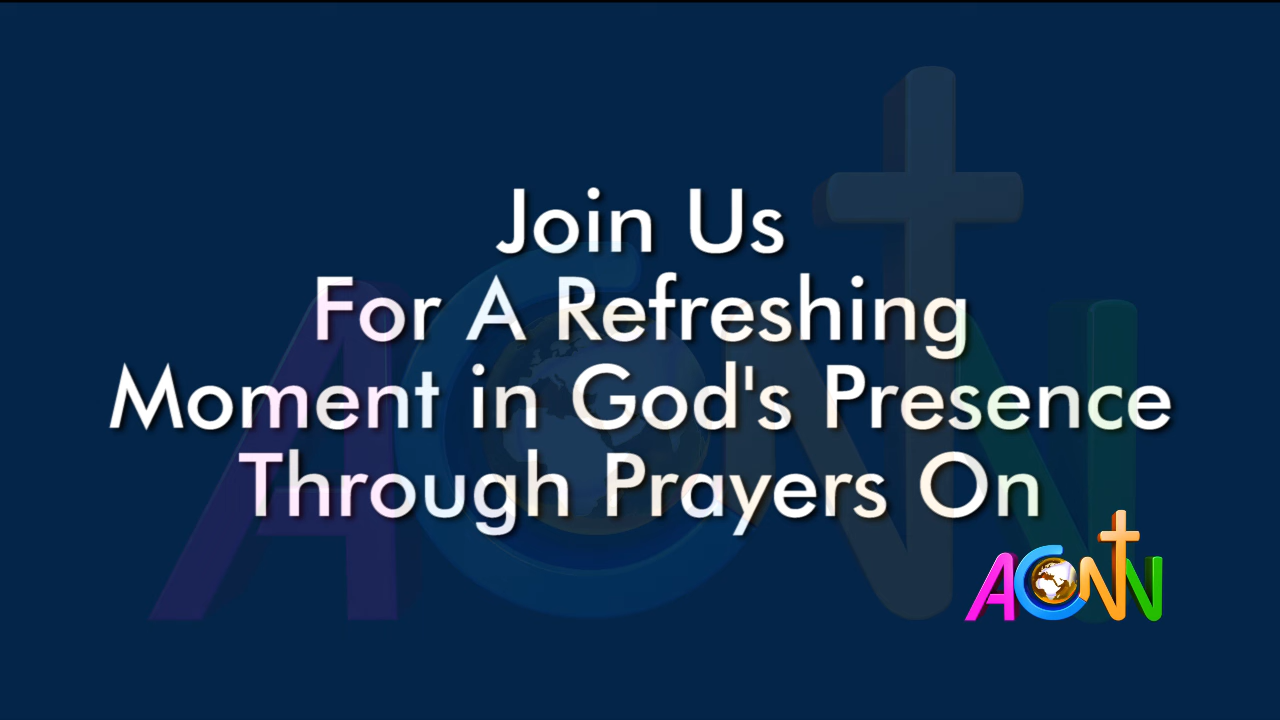 Join Us
For A Refreshing
Moment in God's Presence
Through Prayers On
ACNN